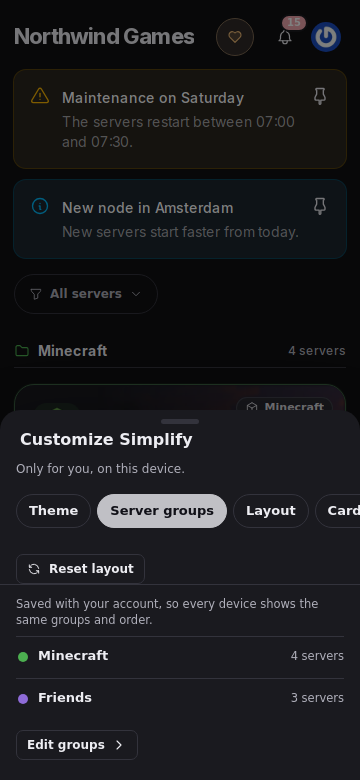 Northwind Games
15
Maintenance on Saturday
The servers restart between 07:00
and 07:30.
New node in Amsterdam
New servers start faster from today.
All servers
Minecraft
4 servers
Minecraft
Customize Simplify
Only for you, on this device.
Theme
Server groups
Layout
Card
Reset layout
Saved with your account, so every device shows the
same groups and order.
Minecraft
4 servers
Friends
3 servers
Edit groups